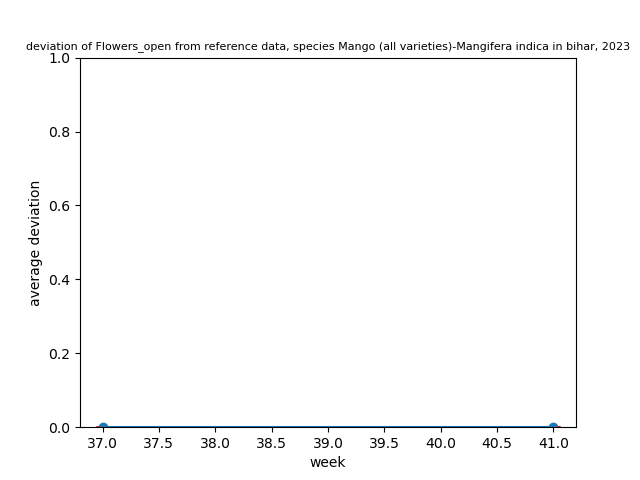 deviation of Flowers_open from reference data, species Mango (all varieties)-Mangifera indica in bihar, 2023
1.0
0.8
0.6
0.4
0.2
0.0
average deviation
37.0 37.5 38.0 38.5 39.0 39.5 40.0 40.5 41.0
week